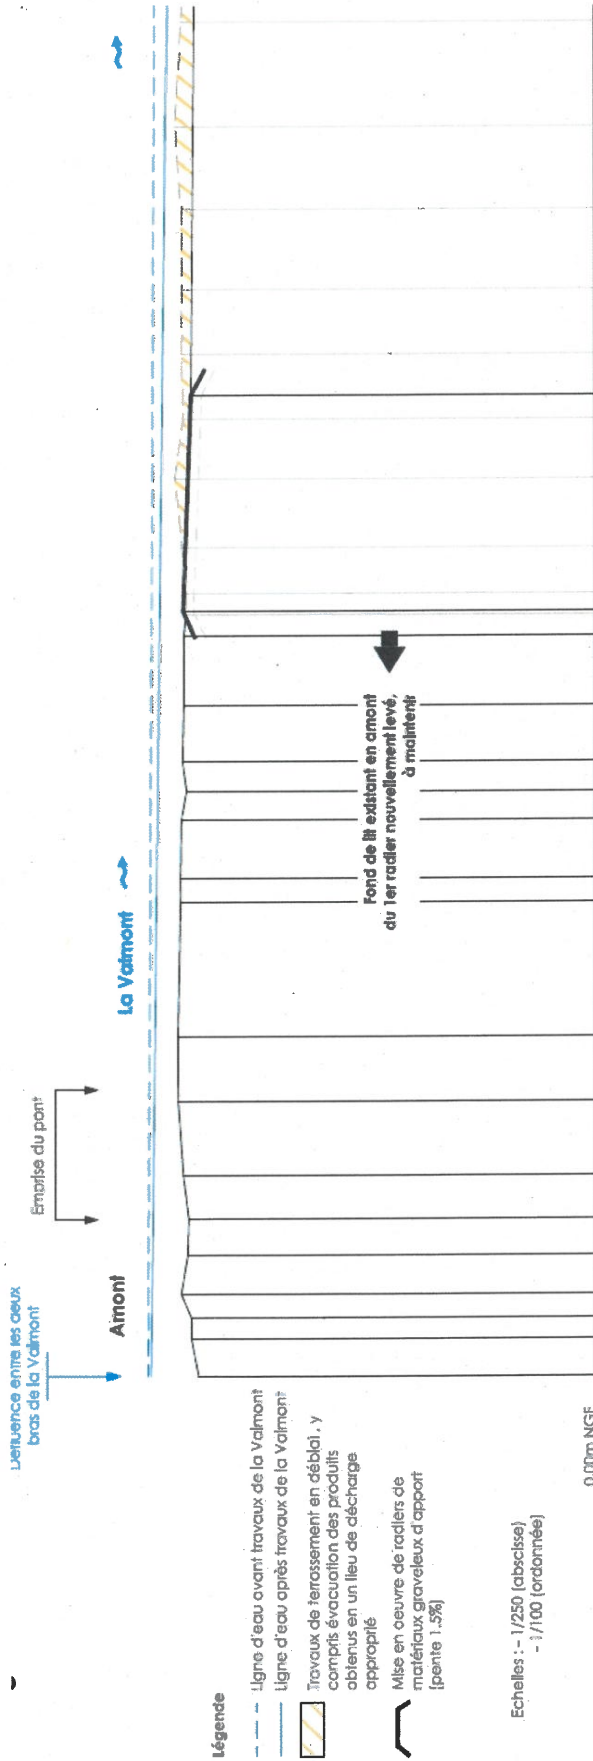 Défluence entre les deux
bras de la Valmont
Emprise du pont
Amont
La Valmont
Fond de lit existant en amont
du 1er radier nouvellement levé,
à maintenir
Légende
Ligne d'eau avant travaux de la Valmont
Ligne d'eau après travaux de la Valmont
Travaux de terrassement en déblai, y
compris évacuation des produits
obtenus en un lieu de décharge
approprié
Mise en oeuvre de radiers de
matériaux graveleux d'apport
(pente 1.5%)
Echelles : - 1/250 (abscisse)
- 1/100 (ordonnée)
0.00m NGF